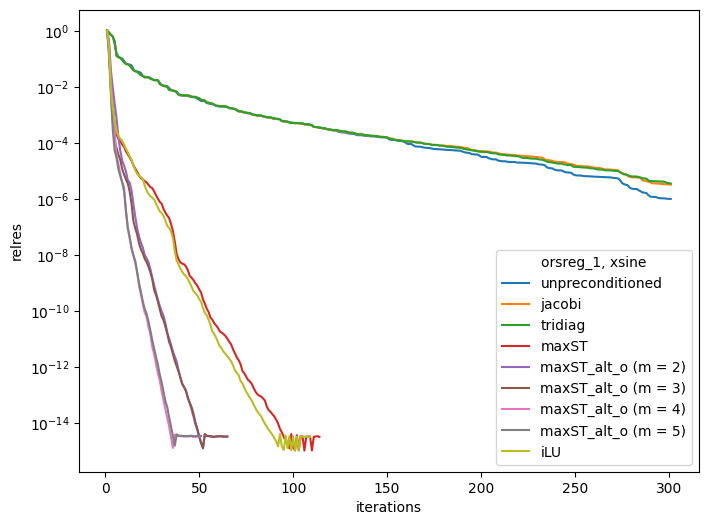 10^0
10^-2
10^-4
10^-6
10^-8
10^-10
10^-12
10^-14
relres
0 50 100 150 200 250 300
iterations
orsreg_1, xsine
unpreconditioned
jacobi
tridiag
maxST
maxST_alt_o (m = 2)
maxST_alt_o (m = 3)
maxST_alt_o (m = 4)
maxST_alt_o (m = 5)
iLU